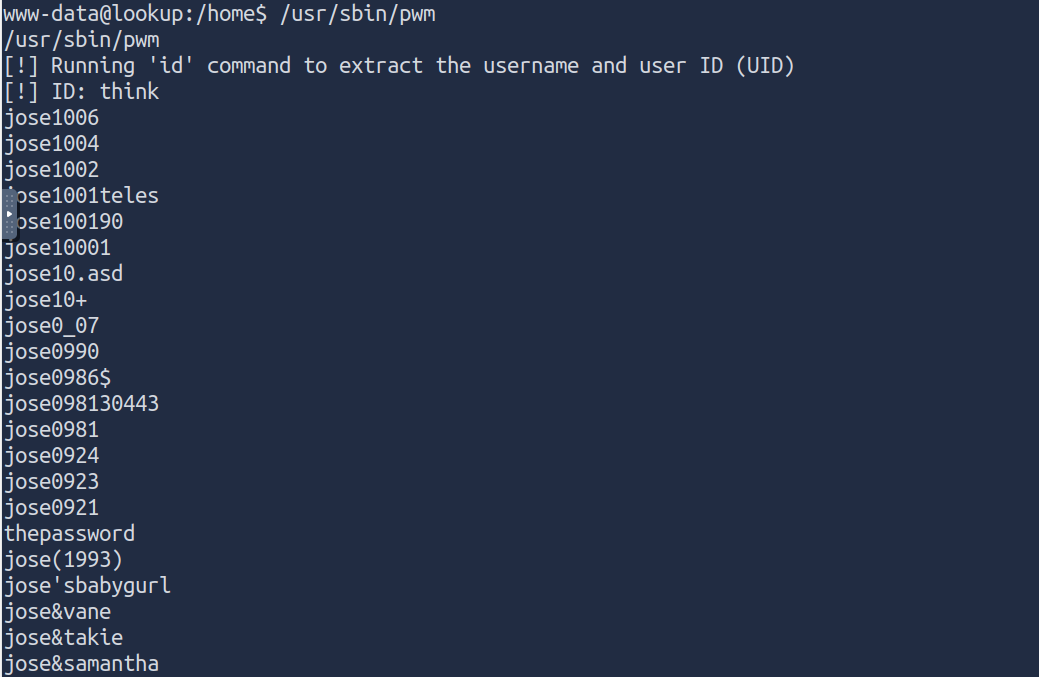 www-data@lookup:/home$ /usr/sbin/pwm
/usr/sbin/pwm
[!] Running 'id' command to extract the username and user ID (UID)
[!] ID: think
jose1006
jose1004
jose1002
jose1001teles
jose100190
jose10001
jose10.asd
jose10+
jose0_07
jose0990
jose0986$
jose098130443
jose0981
jose0924
jose0923
jose0921
thepassword
jose(1993)
jose'sbabygurl
jose&vane
jose&takie
jose&samantha